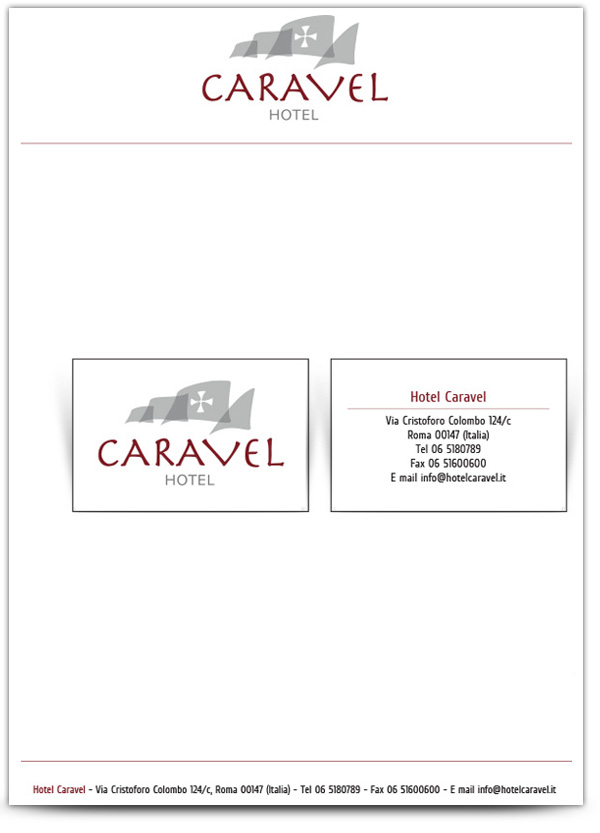 CARAVEL
HOTEL
CARAVEL
HOTEL
Hotel Caravel
Via Cristoforo Colombo 124/c
Roma 00147 (Italia)
Tel 06 5180789
Fax 06 51600600
E mail info@hotelcaravel.it
Hotel Caravel - Via Cristoforo Colombo 124/c, Roma 00147 (Italia) - Tel 06 5180789 - Fax 06 51600600 - E mail info@hotelcaravel.it